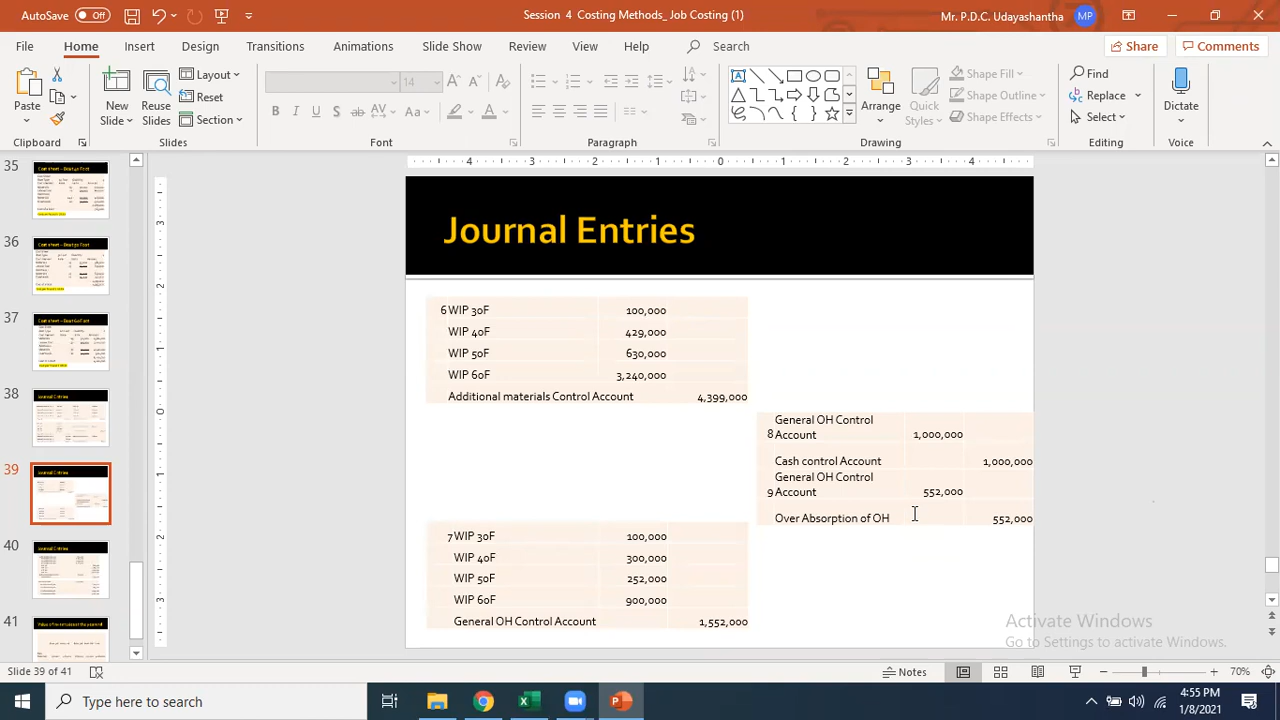 AutoSave Off
Session 4 Costing Methods_ Job Costing (1)
Mr. P.D.C. Udayashantha MP
File Home Insert Design Transitions Animations Slide Show Review View Help Search Share Comments
Paste
New Slide
Reuse Slides
Layout
Reset
Section
14
Arrange
Quick Styles
Shape Fill
Shape Outline
Shape Effects
Find
Replace
Select
Dictate
Clipboard Slides Font Paragraph Drawing Editing Voice
35
36
37
38
39
40
41
Journal Entries
6 WIP 100,000
WIP 429,000
WIP 630,000
WIP 60F 3,240,000
Additional materials Control Account 4,399,000
General OH Control
8 Account 1,000,000
Cash control Account 1,000,000
General OH Control
9 Account 552,000
Over Absorption of OH 552,000
7 WIP 30F 100,000
WIP 300,000
WIP 50F 252,000
WIP 60F 900,000
General OH Control Account 1,552,000
Activate Windows
Go to Settings to activate Windows.
Slide 39 of 41
Notes
70%
Type here to search
4:55 PM
1/8/2021